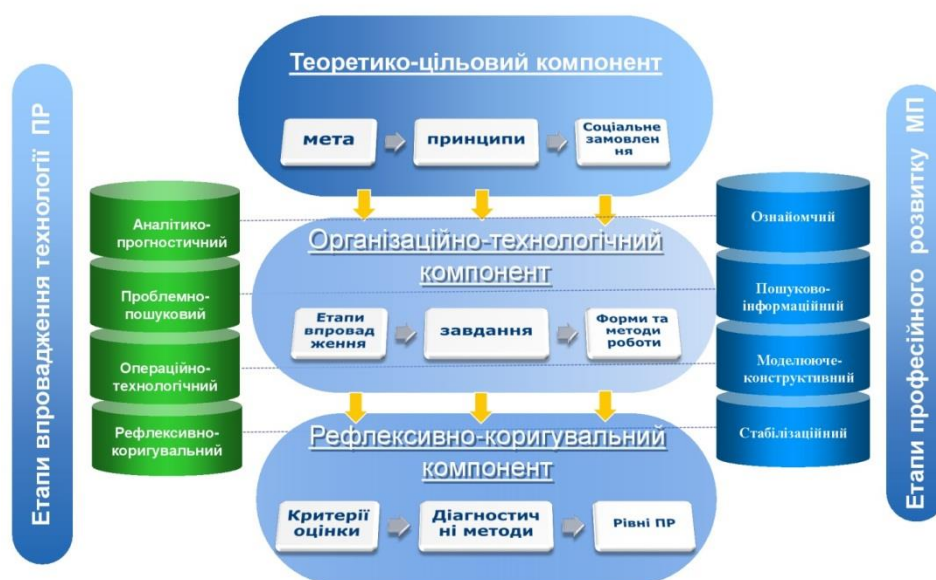 Етапи впровадження технології ПР
Теоретико-цільовий компонент
мета
принципи
Соціальне
замовлен
ня
Аналітико-
прогностичний
Проблемно-
пошуковий
Операційно-
технологічний
Рефлексивно-
коригувальний
Організаційно-технологічний
компонент
Етапи
впровад
ження
завдання
Форми та
методи
роботи
Рефлексивно-коригувальний
компонент
Критерії
оцінки
Діагностич
ні методи
Рівні ПР
Ознайомчий
Пошуково-
інформаційний
Моделююче-
конструктивний
Стабілізаційний
Етапи професійного розвитку МП